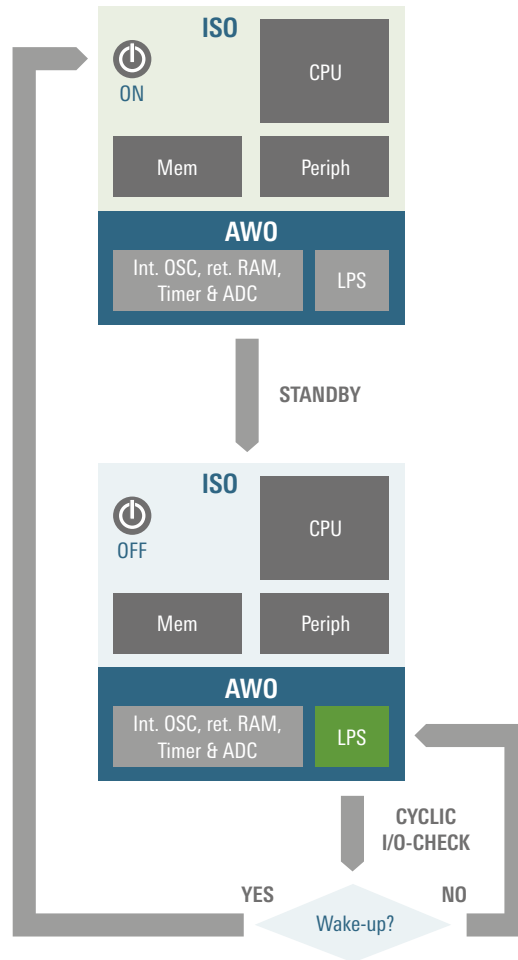 ISO
ON
CPU
Mem
Periph
AWO
Int. OSC, ret. RAM,
Timer & ADC
LPS
STANDBY
ISO
OFF
CPU
Mem
Periph
AWO
Int. OSC, ret. RAM,
Timer & ADC
LPS
CYCLIC
I/O-CHECK
YES
NO
Wake-up?